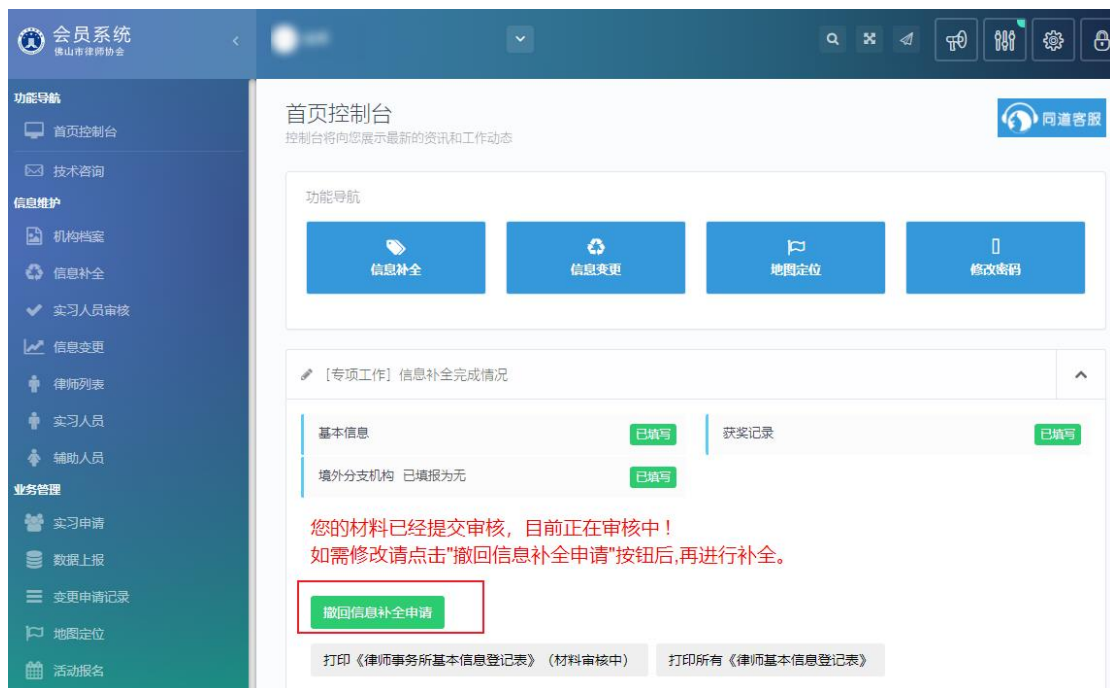 会员系统
佛山市律师协会
功能导航
首页控制台
技术咨询
信息维护
机构档案
信息补全
实习人员审核
信息变更
律师列表
实习人员
辅助人员
业务管理
实习申请
数据上报
变更申请记录
地图定位
活动报名
首页控制台
控制台将向您展示最新的资讯和工作动态
同道客服
功能导航
信息补全
信息变更
地图定位
修改密码
[专项工作] 信息补全完成情况
基本信息 已填写
获奖记录 已填写
境外分支机构 已填报为无 已填写
您的材料已经提交审核，目前正在审核中！
如需修改请点击"撤回信息补全申请"按钮后,再进行补全。
撤回信息补全申请
打印《律师事务所基本信息登记表》（材料审核中）
打印所有《律师基本信息登记表》